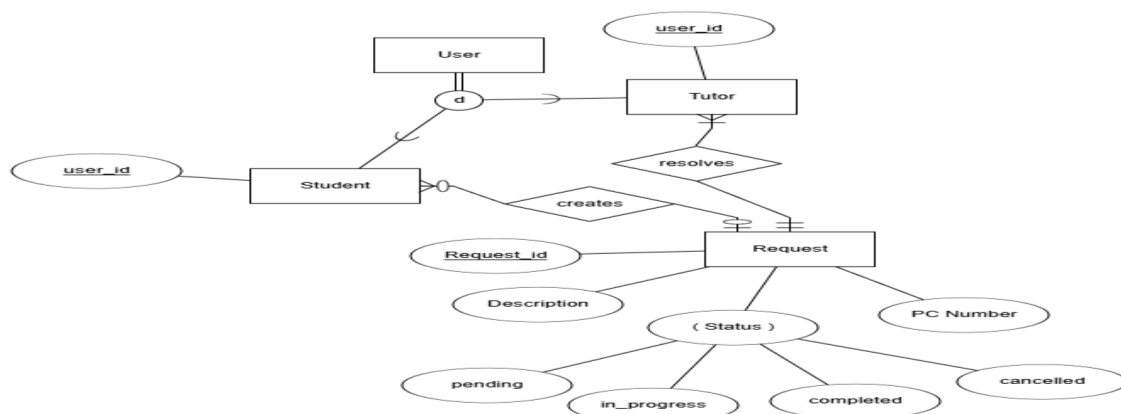 user_id
User
d
Tutor
user_id
Student
resolves
creates
Request_id
Request
Description
( Status )
PC Number
pending
in_progress
completed
cancelled